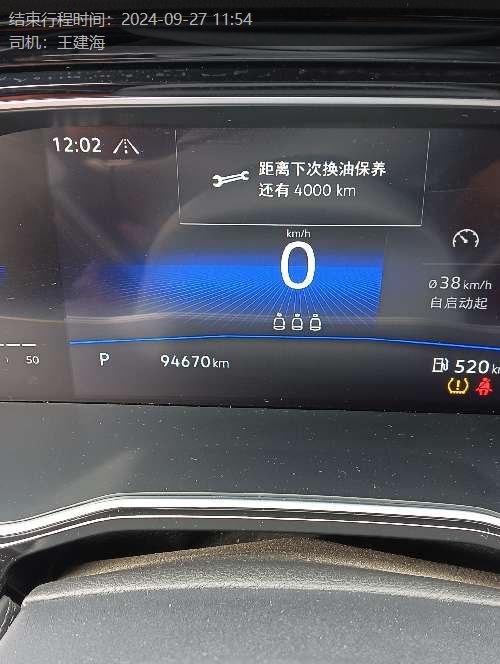 结束行程时间：2024-09-27 11:54
司机：王建海
12:02
距离下次换油保养
还有 4000 km
km/h
0
Ø 38 km/h
自启动起
50
P
94670 km
520 km